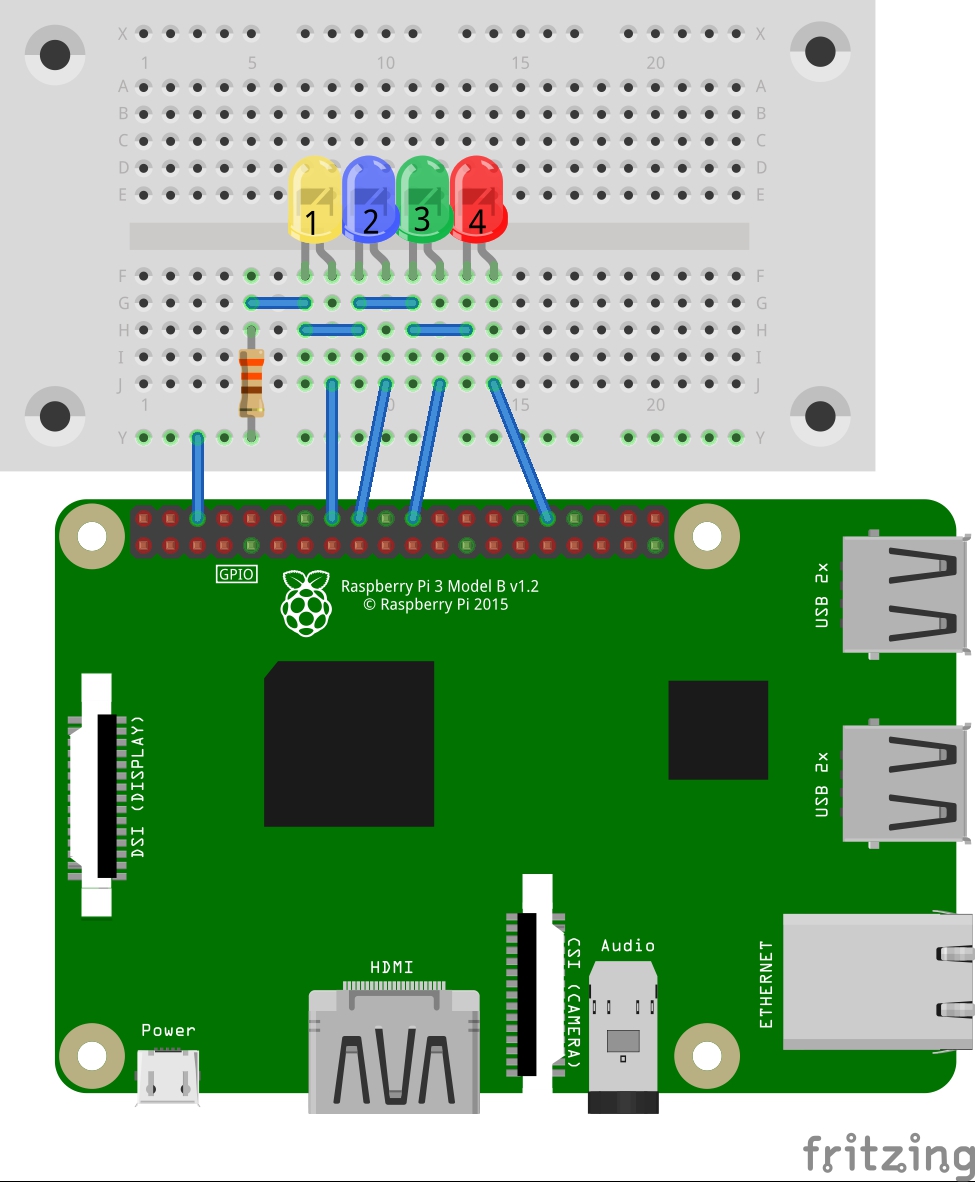 X X
1 5 10 15 20
A A
B B
C C
D D
E E
1 2 3 4
F F
G G
H H
I I
J J
1 0 15 20
Y Y
GPIO
Raspberry Pi 3 Model B v1.2
© Raspberry Pi 2015
USB 2x
DSI (DISPLAY)
USB 2x
CSI (CAMERA)
Audio
ETHERNET
HDMI
Power
fritzing